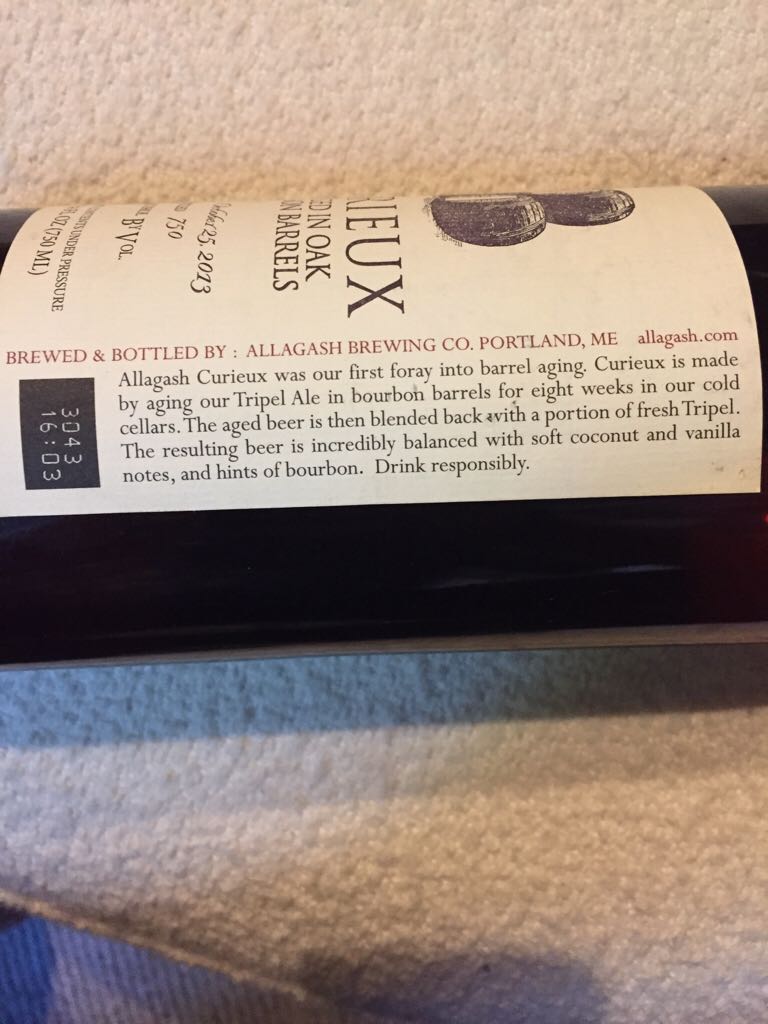 RIEUX
ED IN OAK
N BARRELS
25, 2013
750
BY VOL.
UNDER PRESSURE
OZ (750 ML)
BREWED & BOTTLED BY : ALLAGASH BREWING CO. PORTLAND, ME allagash.com
Allagash Curieux was our first foray into barrel aging. Curieux is made
by aging our Tripel Ale in bourbon barrels for eight weeks in our cold
cellars. The aged beer is then blended back with a portion of fresh Tripel.
The resulting beer is incredibly balanced with soft coconut and vanilla
notes, and hints of bourbon. Drink responsibly.
3043
16:03